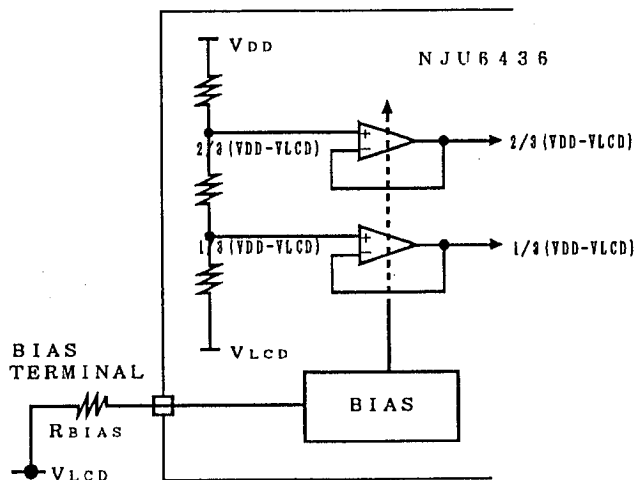 VDD
NJU6436
2/3(VDD-VLCD)
+
−
2/3(VDD-VLCD)
1/3(VDD-VLCD)
+
−
1/3(VDD-VLCD)
VLCD
BIAS
TERMINAL
RBIAS
BIAS
VLCD